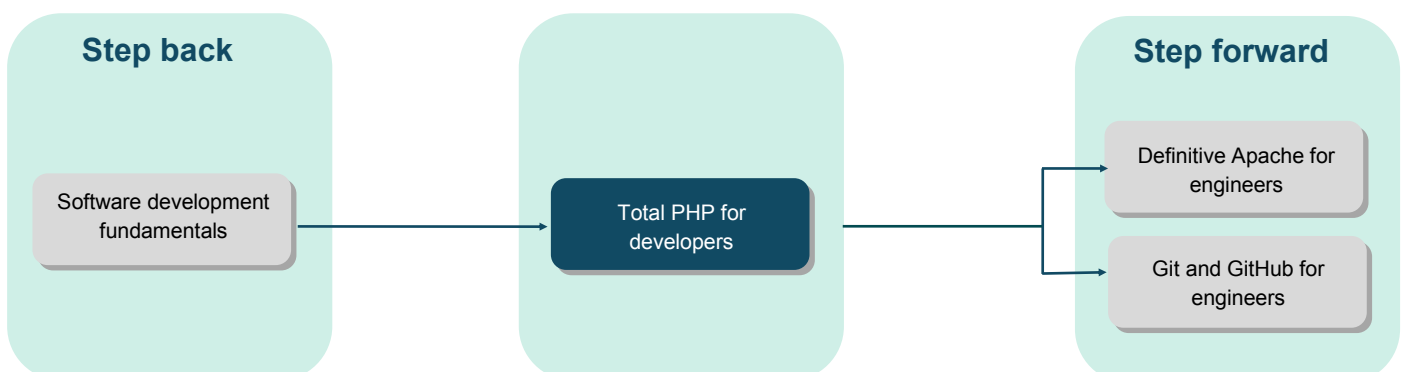 Step back
Software development
fundamentals
Total PHP for
developers
Step forward
Definitive Apache for
engineers
Git and GitHub for
engineers